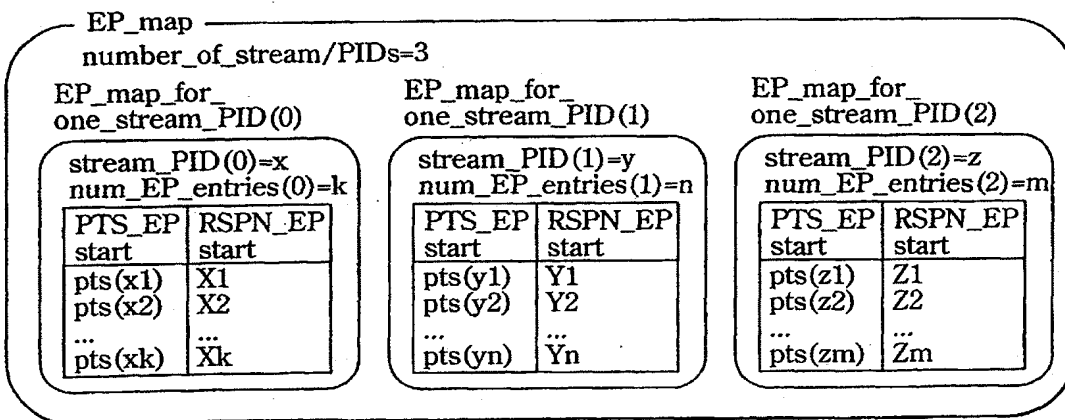 EP_map
number_of_stream/PIDs=3
EP_map_for_
one_stream_PID(0)
stream_PID(0)=x
num_EP_entries(0)=k
PTS_EP RSPN_EP
start start
pts(x1) X1
pts(x2) X2
... ...
pts(xk) Xk
EP_map_for_
one_stream_PID(1)
stream_PID(1)=y
num_EP_entries(1)=n
PTS_EP RSPN_EP
start start
pts(y1) Y1
pts(y2) Y2
... ...
pts(yn) Yn
EP_map_for_
one_stream_PID(2)
stream_PID(2)=z
num_EP_entries(2)=m
PTS_EP RSPN_EP
start start
pts(z1) Z1
pts(z2) Z2
... ...
pts(zm) Zm